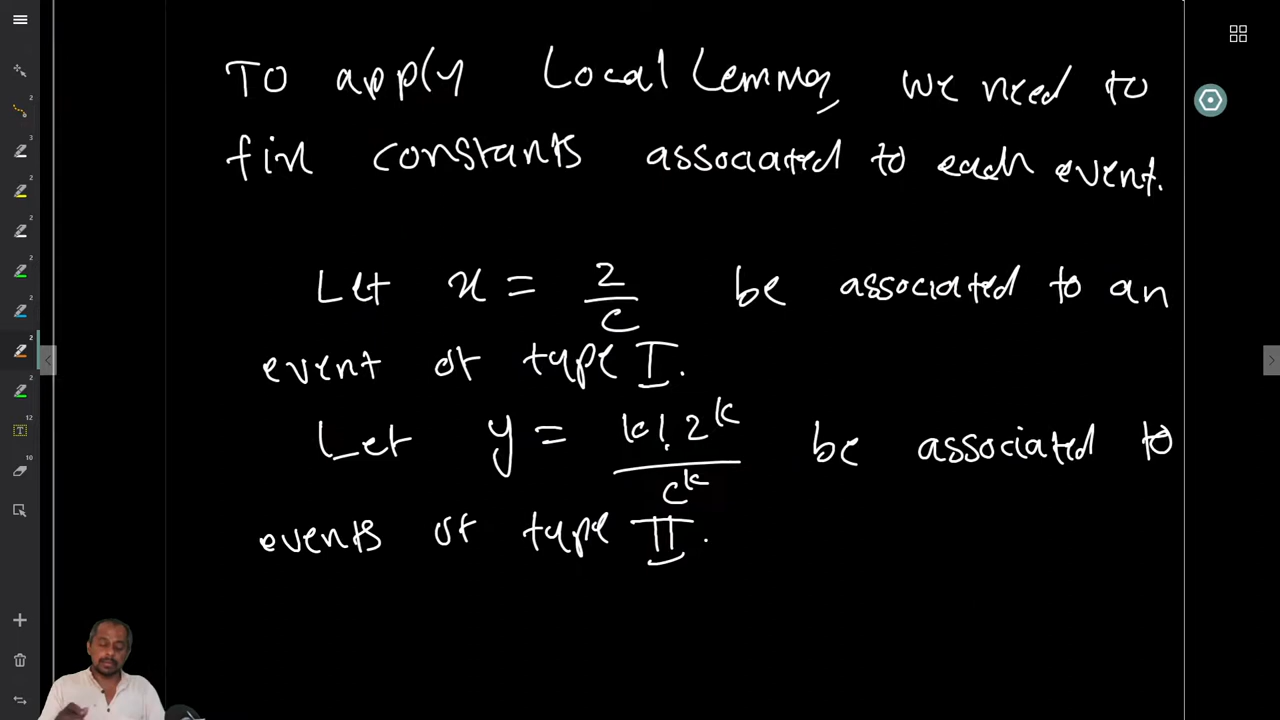 To apply Local Lemma, we need to
fix constants associated to each event.
Let x = 2/c be associated to an
event of type I.
Let y = k! 2^k / c^k be associated to
events of type II.